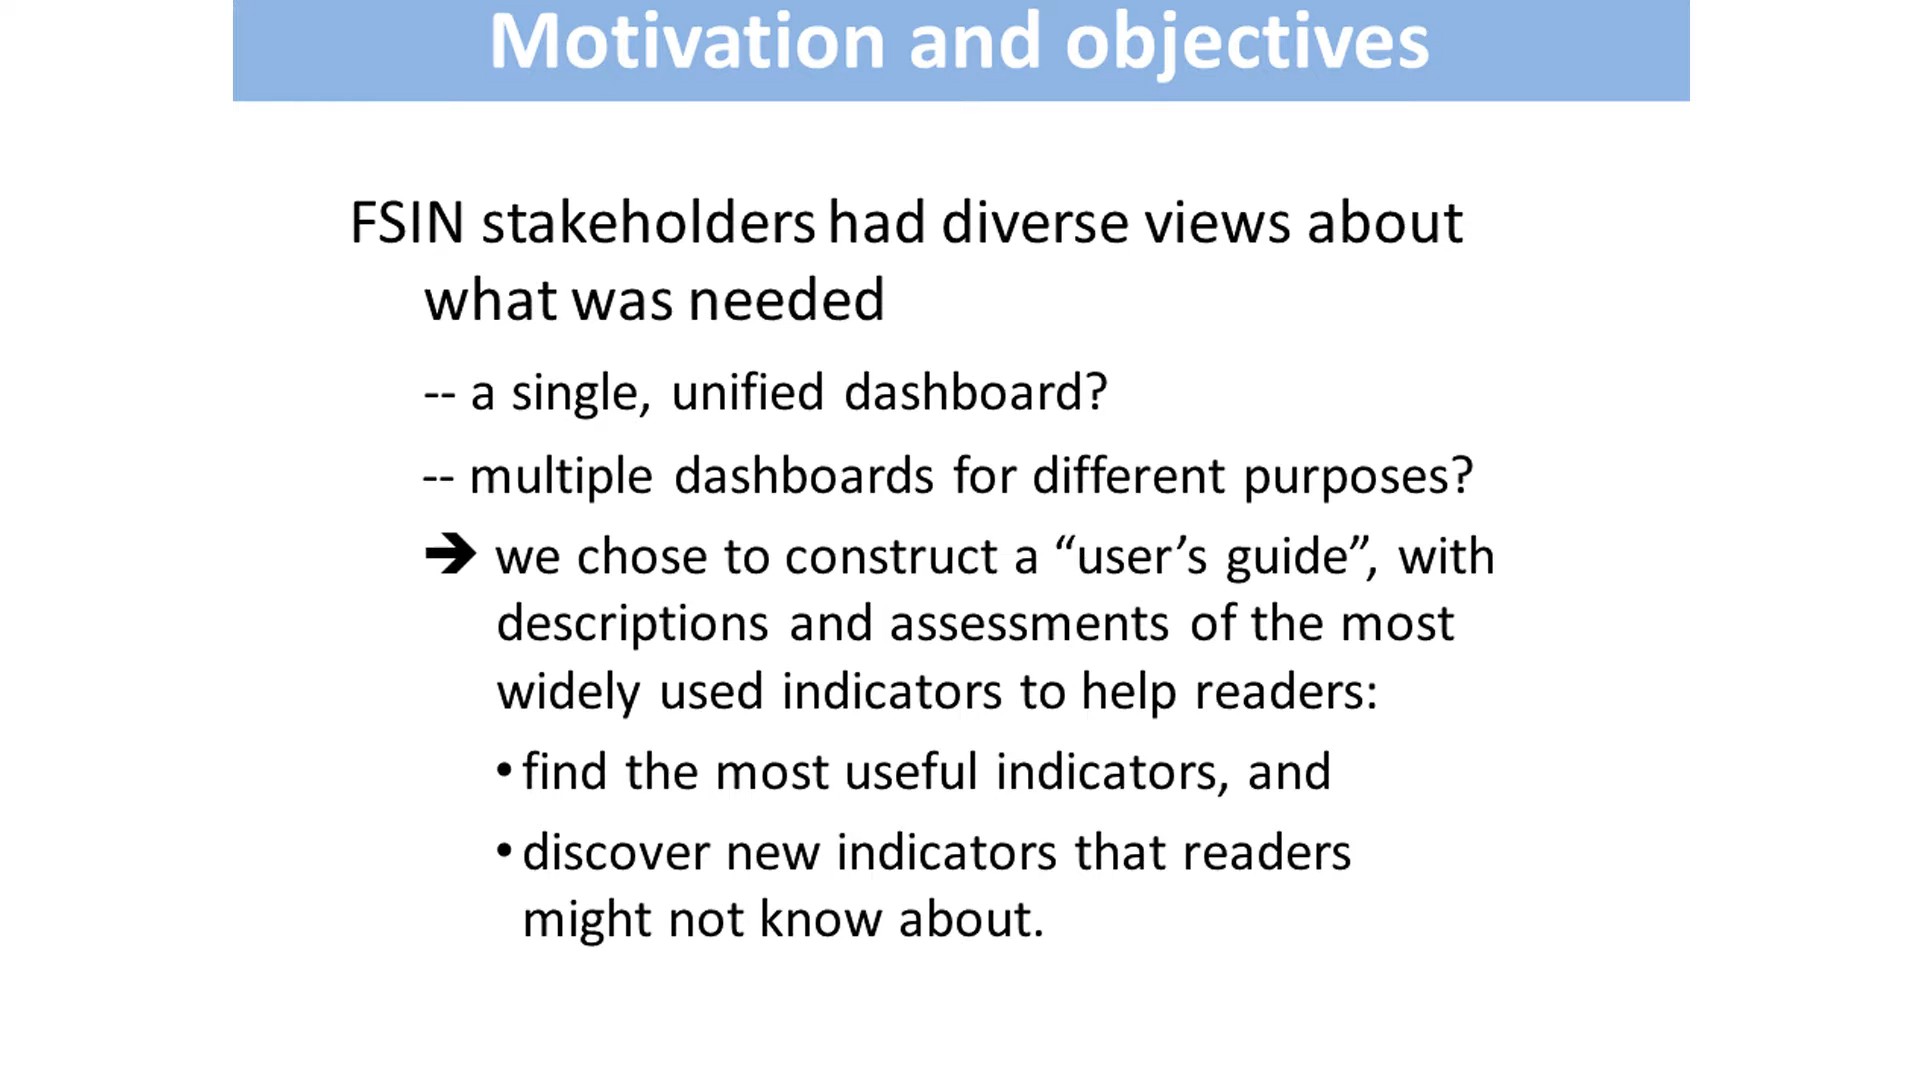 Motivation and objectives
FSIN stakeholders had diverse views about
what was needed
-- a single, unified dashboard?
-- multiple dashboards for different purposes?
➔ we chose to construct a “user’s guide”, with
descriptions and assessments of the most
widely used indicators to help readers:
•find the most useful indicators, and
•discover new indicators that readers
might not know about.